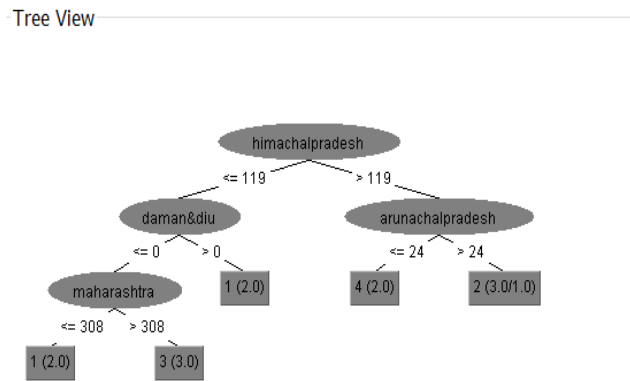 Tree View
himachalpradesh
<= 119
> 119
daman&diu
arunachalpradesh
<= 0
> 0
<= 24
> 24
maharashtra
1 (2.0)
4 (2.0)
2 (3.0/1.0)
<= 308
> 308
1 (2.0)
3 (3.0)